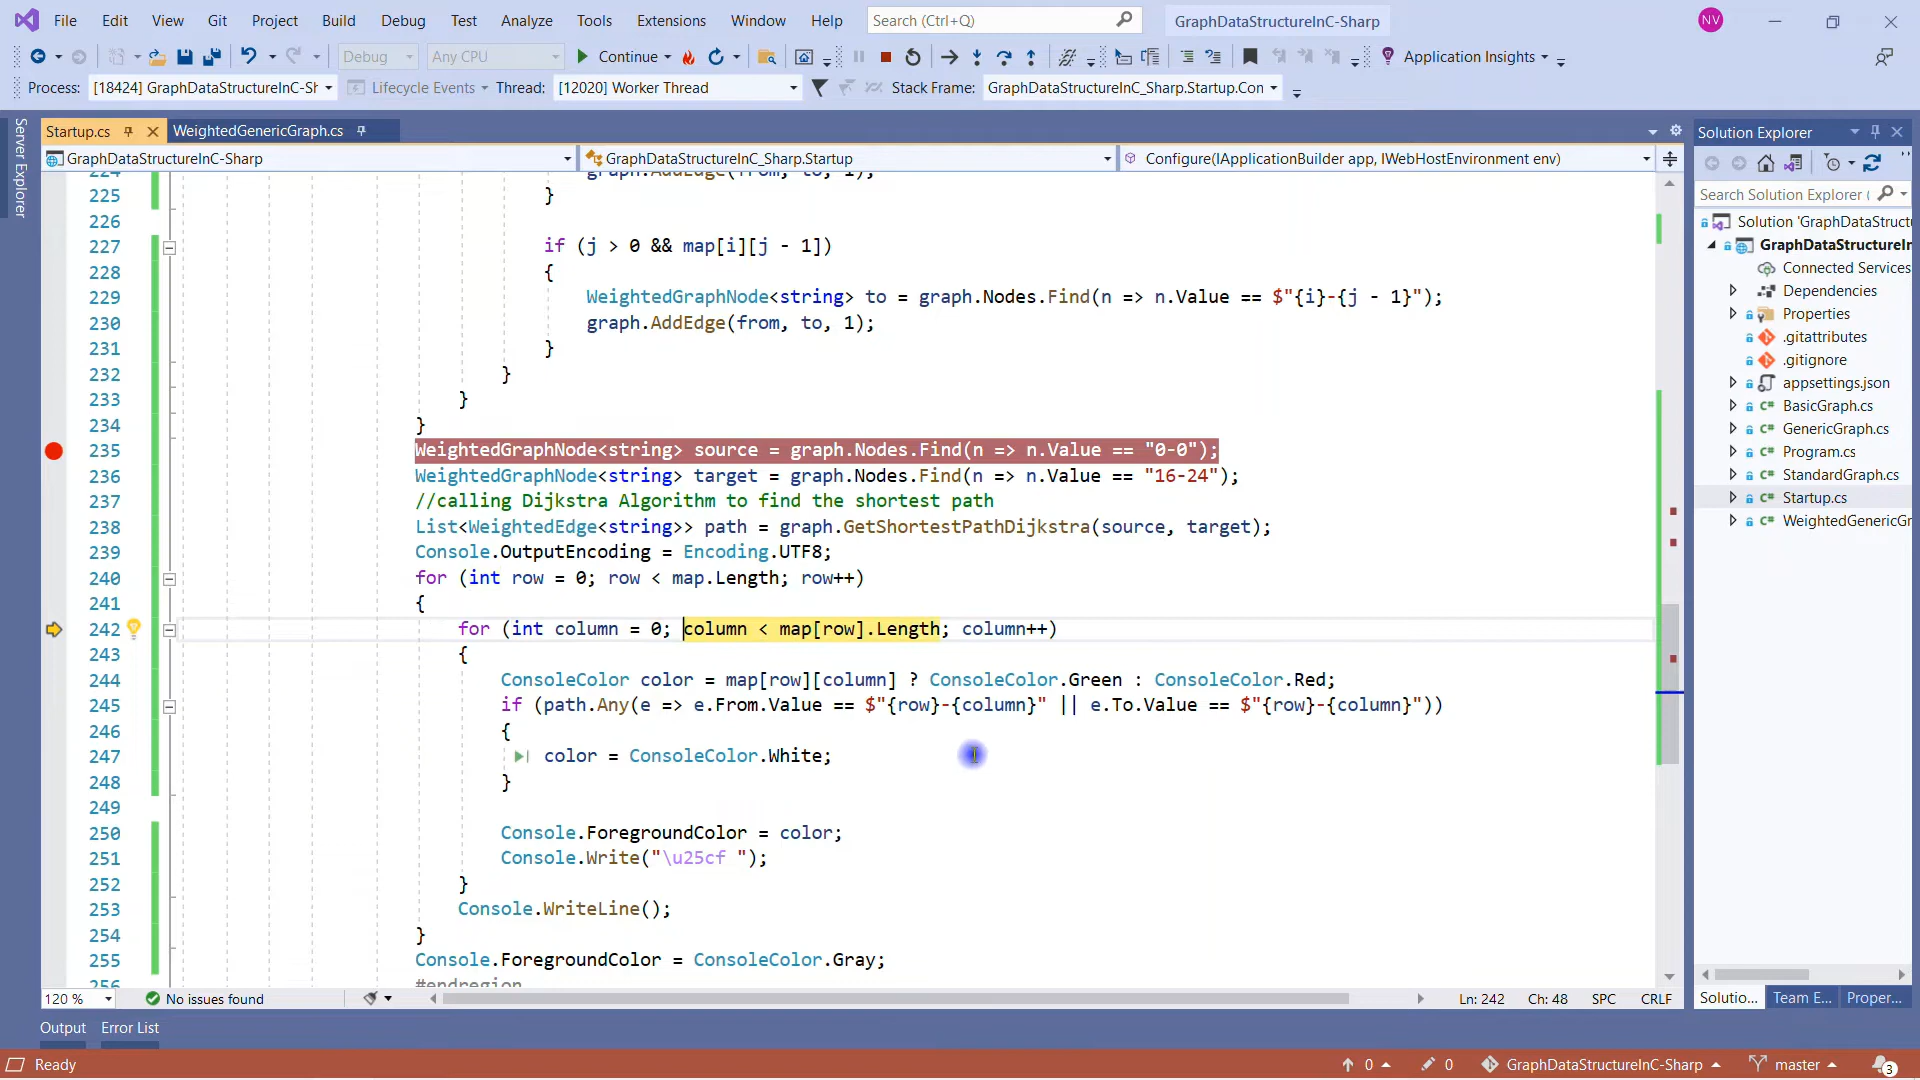 File Edit View Git Project Build Debug Test Analyze Tools Extensions Window Help Search (Ctrl+Q) GraphDataStructureInC-Sharp NV
Debug Any CPU Continue Application Insights
Process: [18424] GraphDataStructureInC-Sh Lifecycle Events Thread: [12020] Worker Thread Stack Frame: GraphDataStructureInC_Sharp.Startup.Con
Server Explorer
Startup.cs WeightedGenericGraph.cs
GraphDataStructureInC-Sharp GraphDataStructureInC_Sharp.Startup Configure(IApplicationBuilder app, IWebHostEnvironment env)
224 graph.AddEdge(from, to, 1);
225 }
226
227 if (j > 0 && map[i][j - 1])
228 {
229 WeightedGraphNode<string> to = graph.Nodes.Find(n => n.Value == $"{i}-{j - 1}");
230 graph.AddEdge(from, to, 1);
231 }
232 }
233 }
234 }
235 WeightedGraphNode<string> source = graph.Nodes.Find(n => n.Value == "0-0");
236 WeightedGraphNode<string> target = graph.Nodes.Find(n => n.Value == "16-24");
237 //calling Dijkstra Algorithm to find the shortest path
238 List<WeightedEdge<string>> path = graph.GetShortestPathDijkstra(source, target);
239 Console.OutputEncoding = Encoding.UTF8;
240 for (int row = 0; row < map.Length; row++)
241 {
242 for (int column = 0; column < map[row].Length; column++)
243 {
244 ConsoleColor color = map[row][column] ? ConsoleColor.Green : ConsoleColor.Red;
245 if (path.Any(e => e.From.Value == $"{row}-{column}" || e.To.Value == $"{row}-{column}"))
246 {
247 color = ConsoleColor.White;
248 }
249
250 Console.ForegroundColor = color;
251 Console.Write("\u25cf ");
252 }
253 Console.WriteLine();
254 }
255 Console.ForegroundColor = ConsoleColor.Gray;
256 #endregion
120 % No issues found Ln: 242 Ch: 48 SPC CRLF
Solution Explorer
Search Solution Explorer (
Solution 'GraphDataStruct
GraphDataStructureIn
Connected Services
Dependencies
Properties
.gitattributes
.gitignore
appsettings.json
BasicGraph.cs
GenericGraph.cs
Program.cs
StandardGraph.cs
Startup.cs
WeightedGenericGr
Solutio... Team E... Proper...
Output Error List
Ready 0 0 GraphDataStructureInC-Sharp master 3